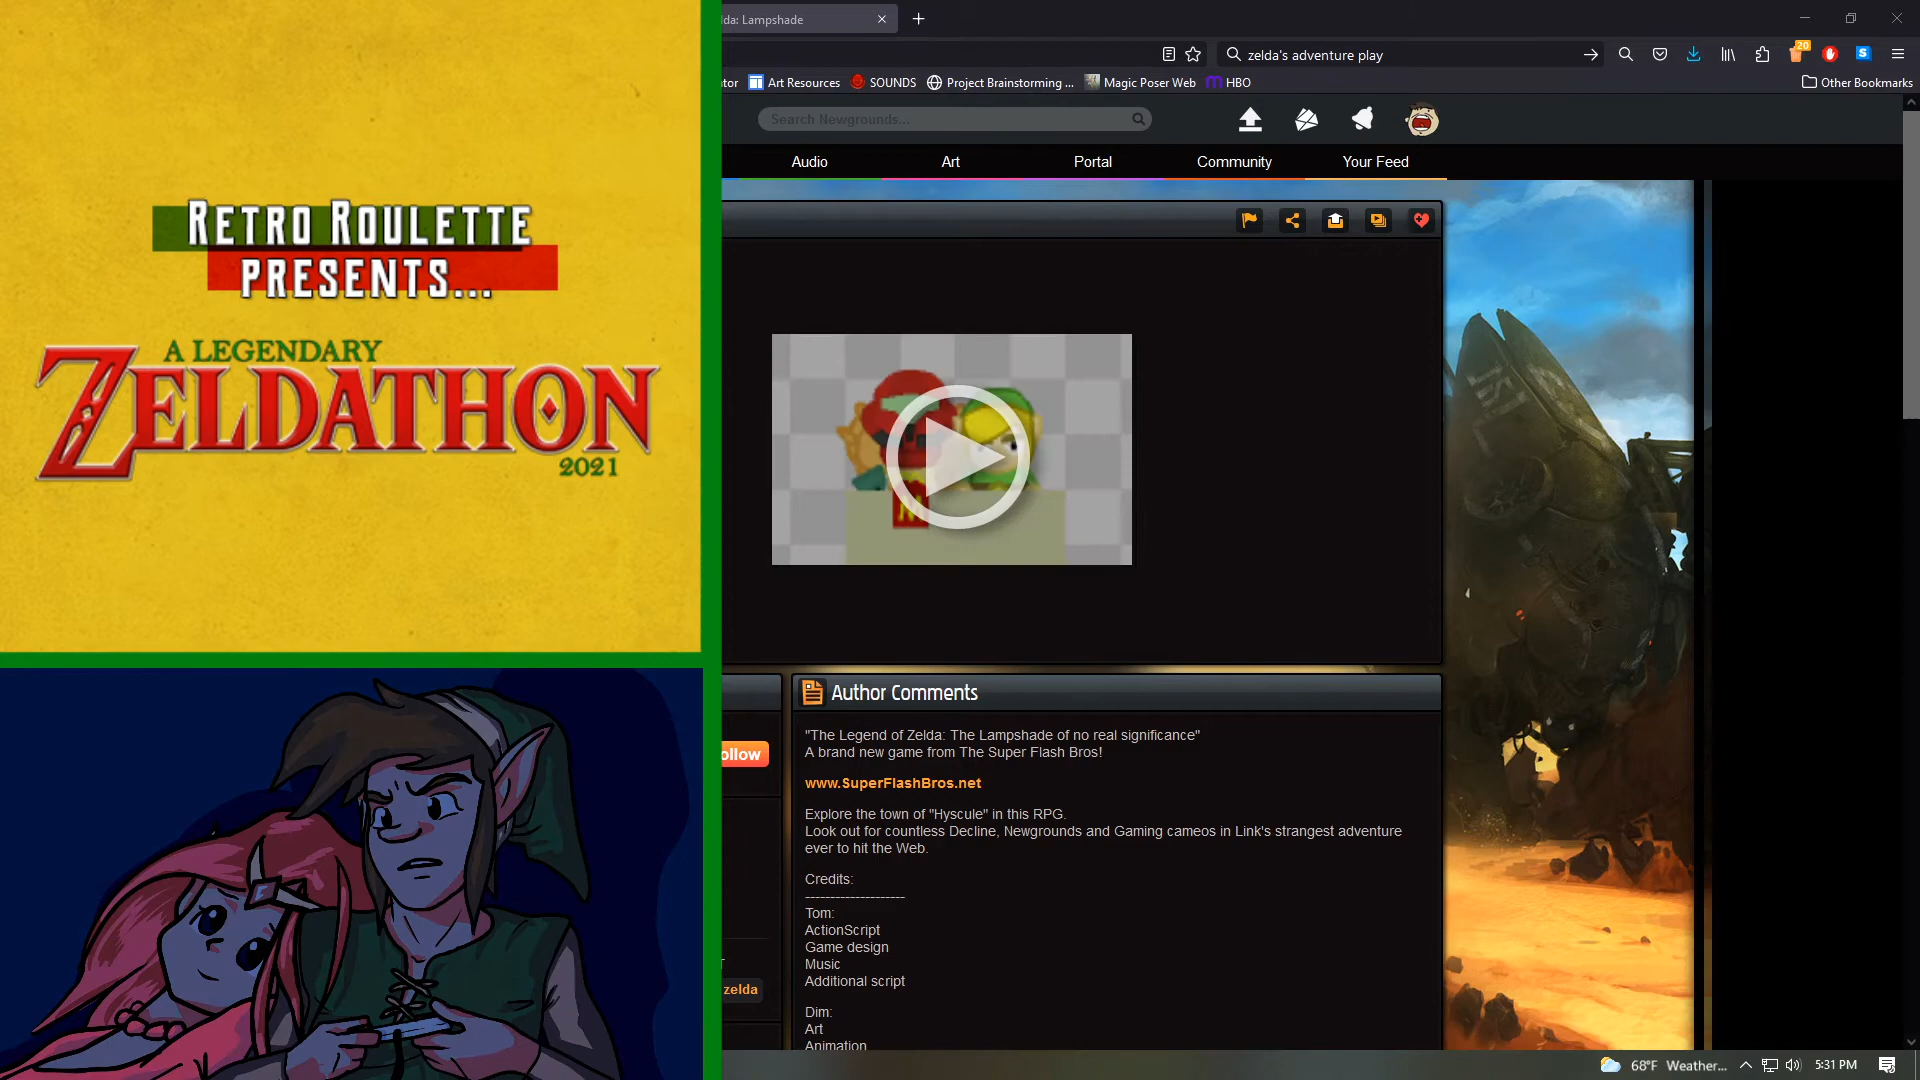 RETRO ROULETTE
PRESENTS...
A LEGENDARY
ZELDATHON
2021
lda: Lampshade
zelda's adventure play
20
tor
Art Resources
SOUNDS
Project Brainstorming ...
Magic Poser Web
HBO
Other Bookmarks
Search Newgrounds...
Audio
Art
Portal
Community
Your Feed
M
Author Comments
ollow
"The Legend of Zelda: The Lampshade of no real significance"
A brand new game from The Super Flash Bros!
www.SuperFlashBros.net
Explore the town of "Hyscule" in this RPG.
Look out for countless Decline, Newgrounds and Gaming cameos in Link's strangest adventure
ever to hit the Web.
Credits:
--------------------
Tom:
ActionScript
Game design
Music
Additional script
zelda
Dim:
Art
Animation
68°F Weather...
5:31 PM